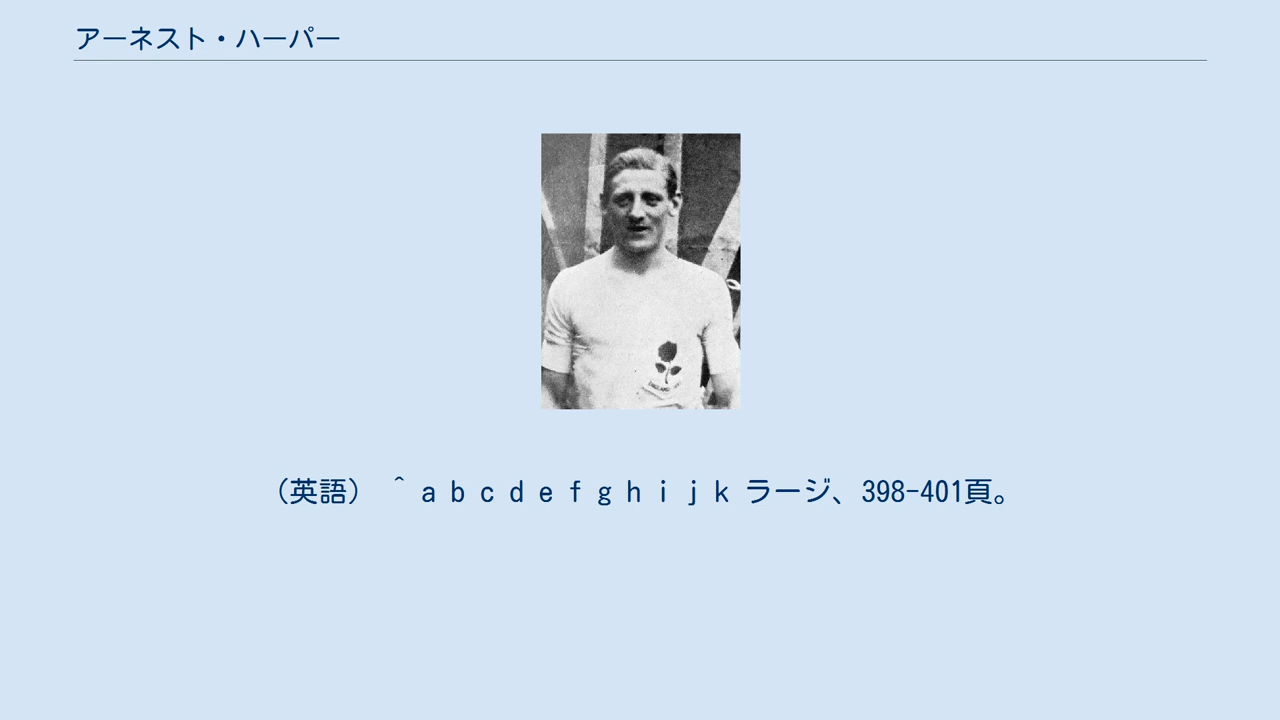 アーネスト・ハーパー
（英語） ^ a b c d e f g h i j k ラージ、398-401頁。